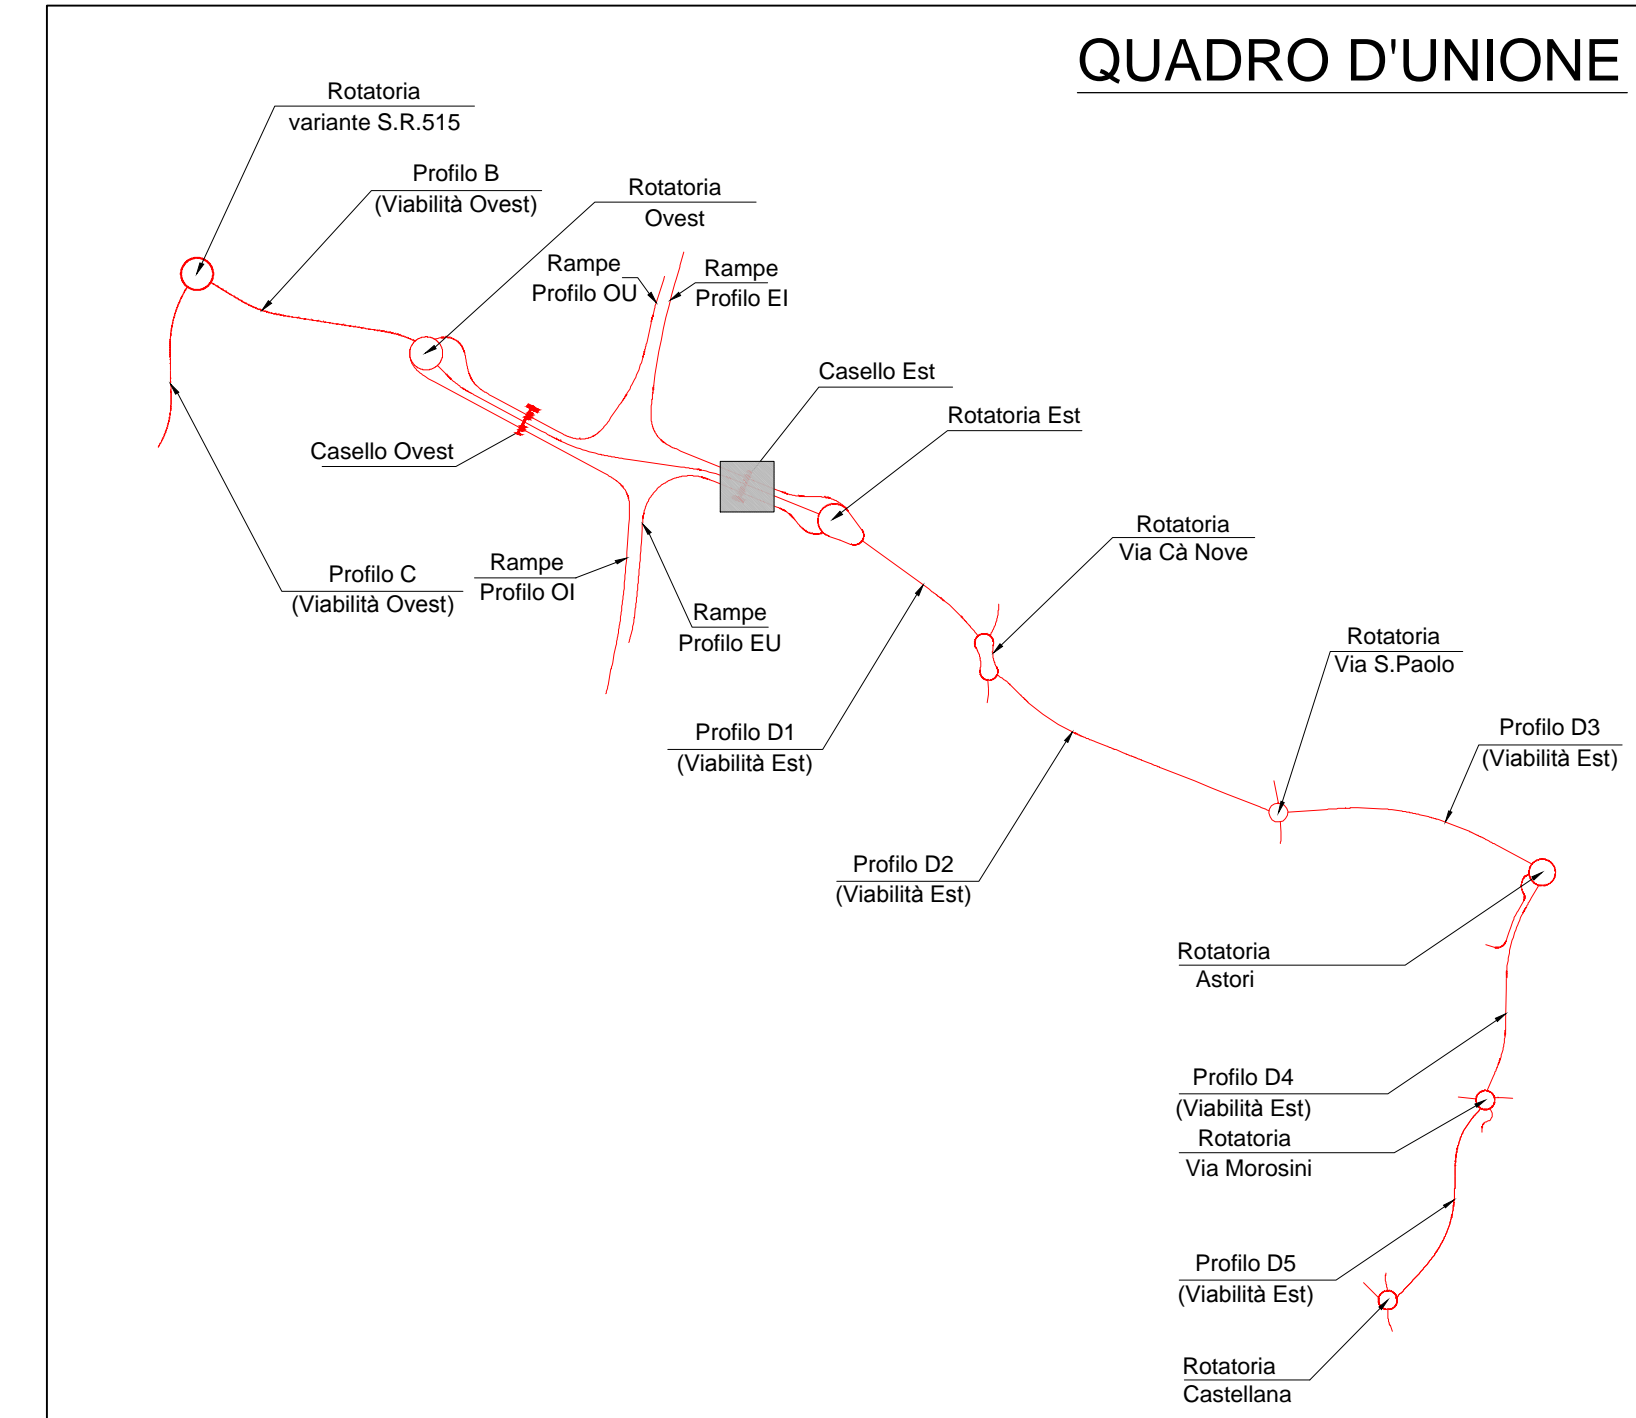 QUADRO D'UNIONE
Rotatoria
variante S.R.515
Profilo B
(Viabilità Ovest)
Rotatoria
Ovest
Rampe
Profilo OU
Rampe
Profilo EI
Casello Est
Rotatoria Est
Casello Ovest
Rotatoria
Via Cà Nove
Rampe
Profilo OI
Profilo C
(Viabilità Ovest)
Rampe
Profilo EU
Rotatoria
Via S.Paolo
Profilo D1
(Viabilità Est)
Profilo D3
(Viabilità Est)
Profilo D2
(Viabilità Est)
Rotatoria
Astori
Profilo D4
(Viabilità Est)
Rotatoria
Via Morosini
Profilo D5
(Viabilità Est)
Rotatoria
Castellana